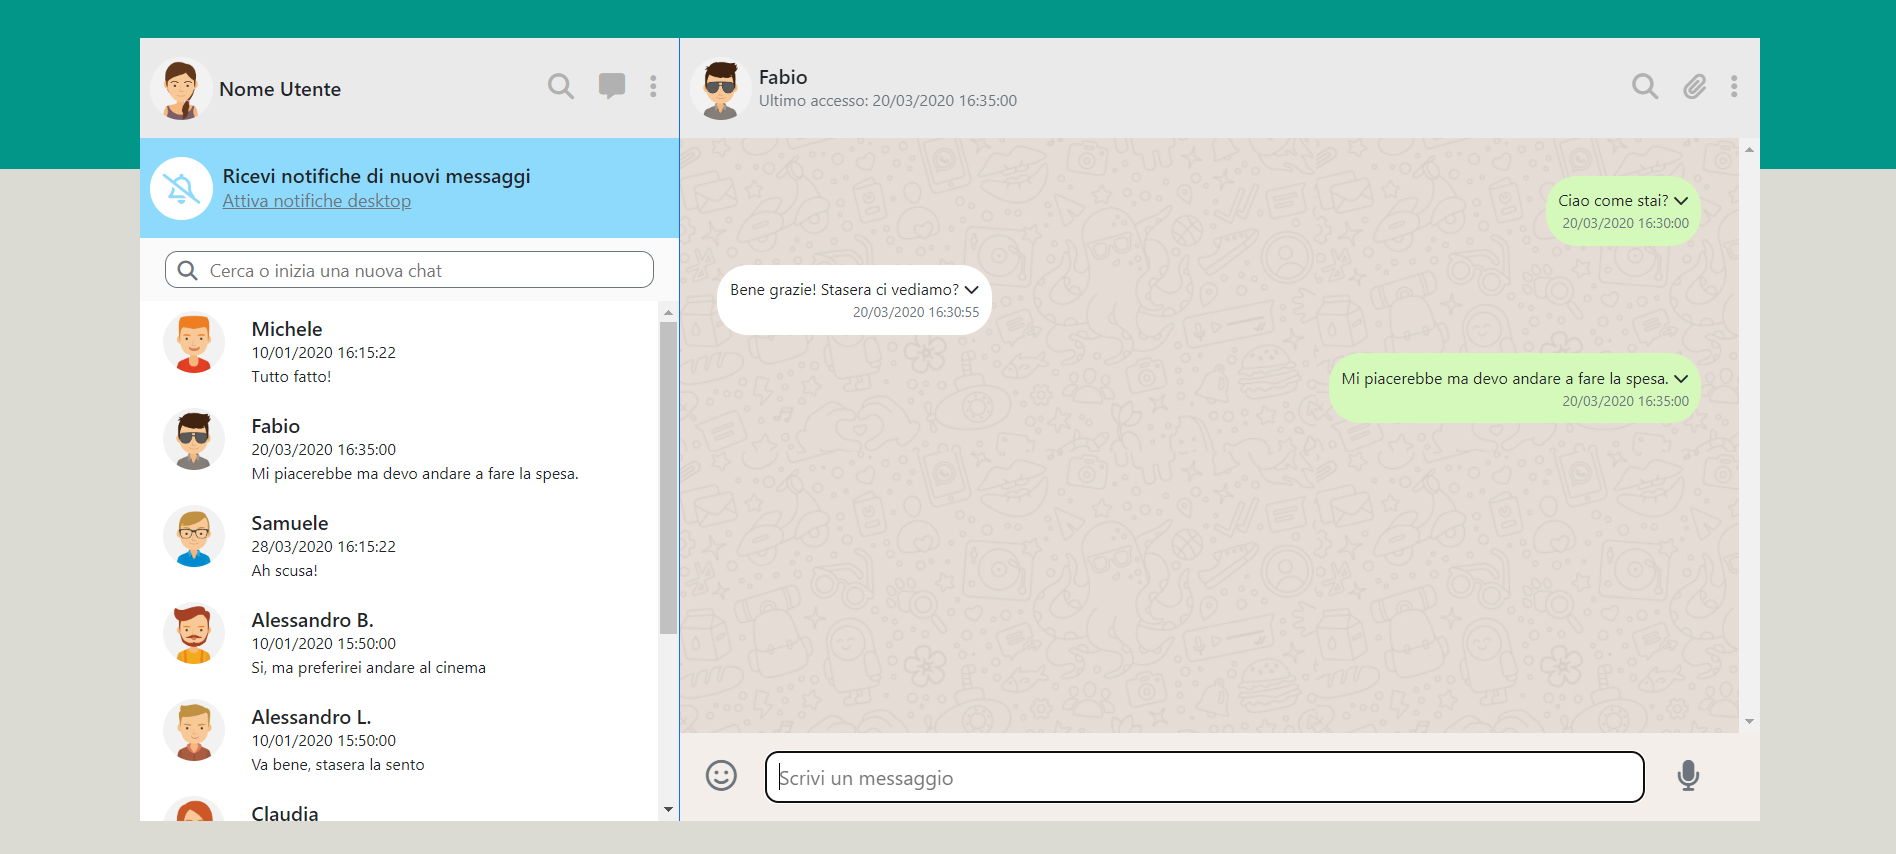 Nome Utente
Ricevi notifiche di nuovi messaggi
Attiva notifiche desktop
Cerca o inizia una nuova chat
Michele
10/01/2020 16:15:22
Tutto fatto!
Fabio
20/03/2020 16:35:00
Mi piacerebbe ma devo andare a fare la spesa.
Samuele
28/03/2020 16:15:22
Ah scusa!
Alessandro B.
10/01/2020 15:50:00
Si, ma preferirei andare al cinema
Alessandro L.
10/01/2020 15:50:00
Va bene, stasera la sento
Claudia
Fabio
Ultimo accesso: 20/03/2020 16:35:00
Ciao come stai?
20/03/2020 16:30:00
Bene grazie! Stasera ci vediamo?
20/03/2020 16:30:55
Mi piacerebbe ma devo andare a fare la spesa.
20/03/2020 16:35:00
Scrivi un messaggio